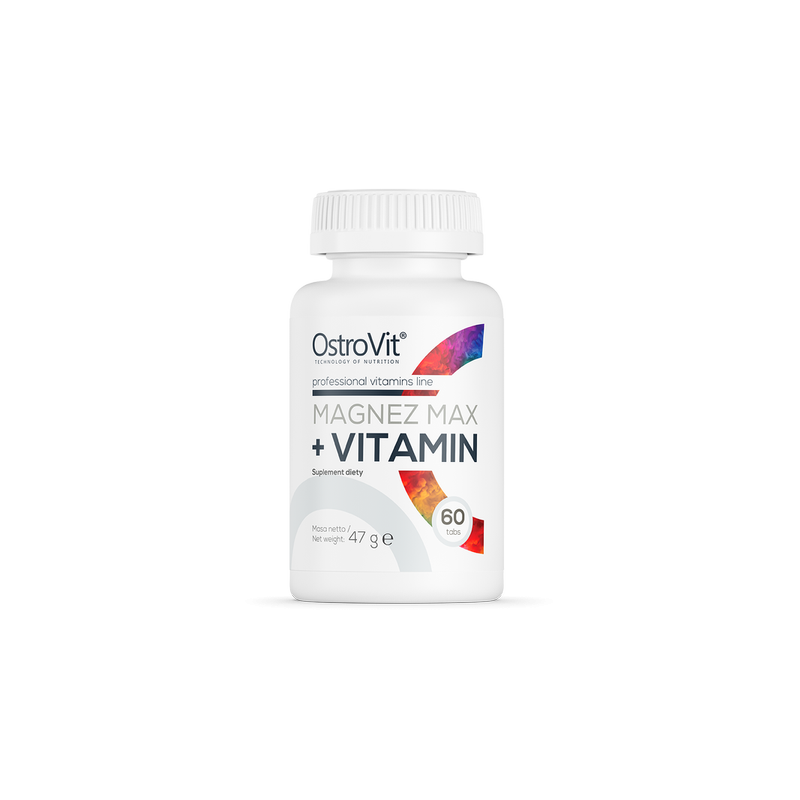 OstroVit®
TECHNOLOGY OF NUTRITION
professional vitamins line
MAGNEZ MAX
+ VITAMIN
Suplement diety
60
tabs
Masa netto /
Net weight: 47 g ℮